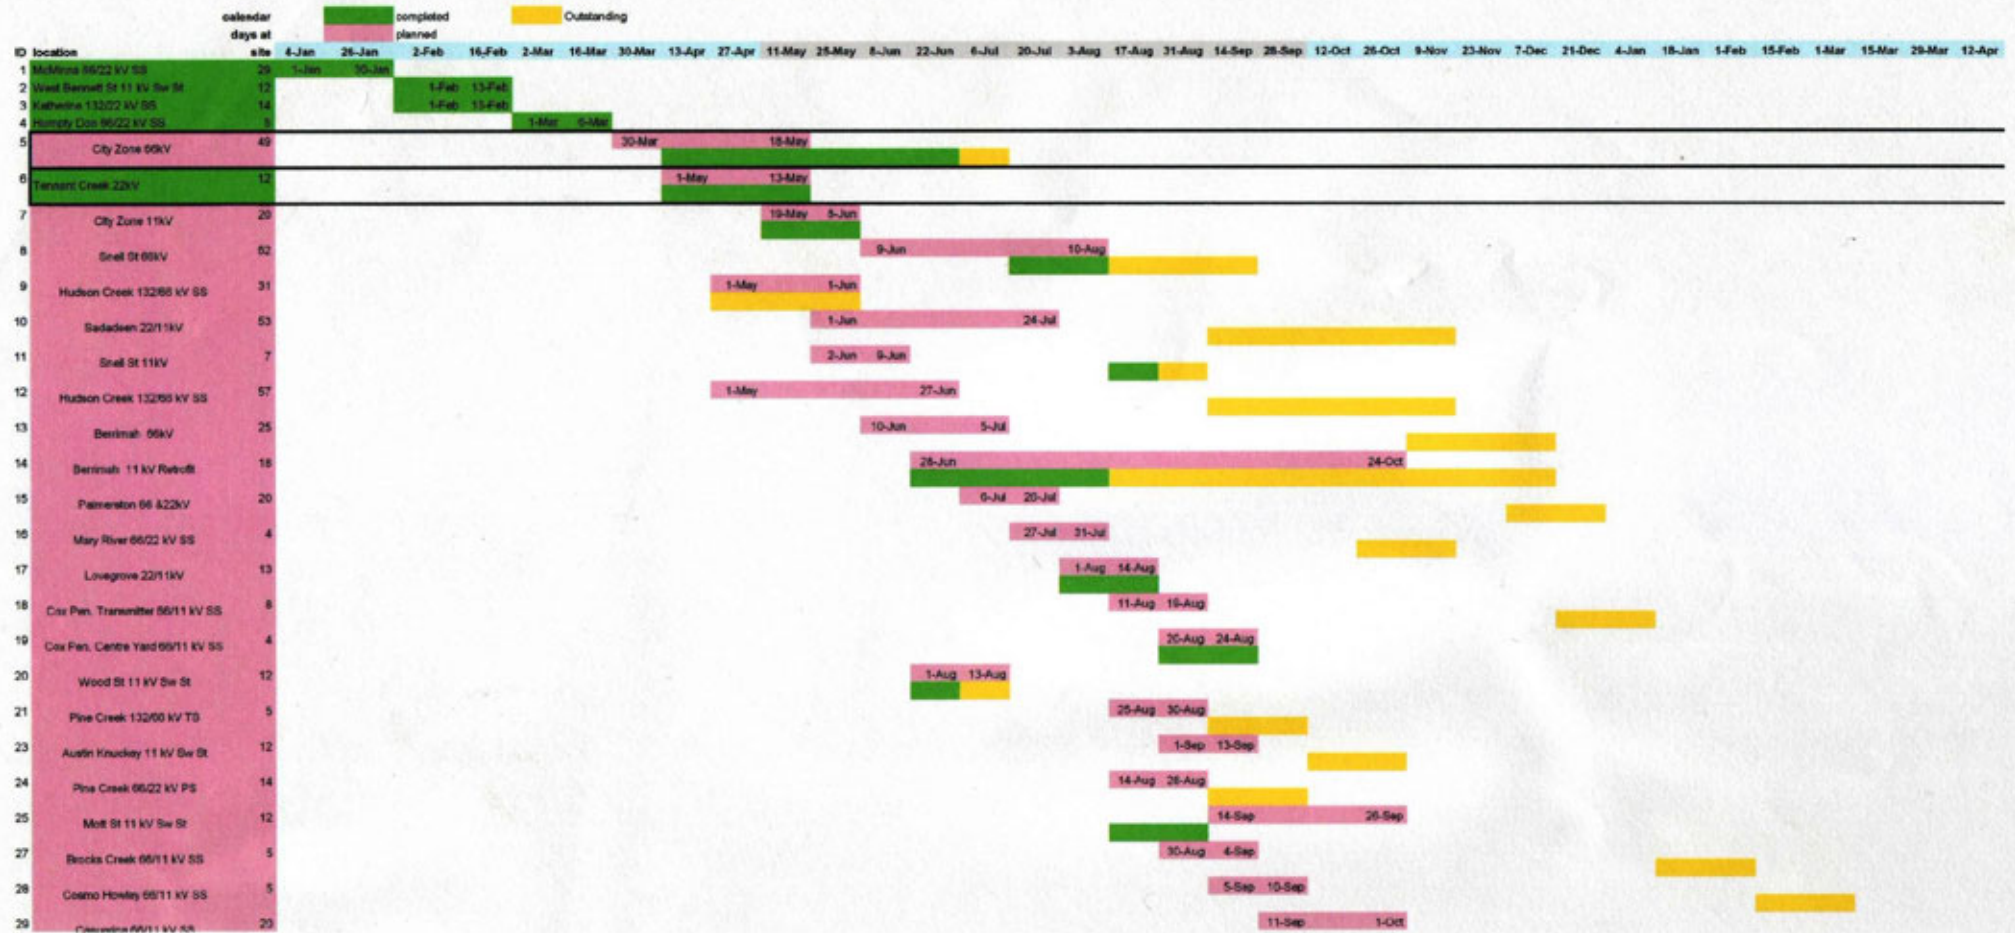 calendar completed Outstanding
days at planned
ID location site 4-Jan 26-Jan 2-Feb 16-Feb 2-Mar 16-Mar 30-Mar 13-Apr 27-Apr 11-May 25-May 8-Jun 22-Jun 6-Jul 20-Jul 3-Aug 17-Aug 31-Aug 14-Sep 28-Sep 12-Oct 26-Oct 9-Nov 23-Nov 7-Dec 21-Dec 4-Jan 18-Jan 1-Feb 15-Feb 1-Mar 15-Mar 29-Mar 12-Apr
1 McMinns 66/22 kV SS 29 1-Jan 30-Jan
2 West Bennett St 11 kV Sw St 12 1-Feb 13-Feb
3 Katherine 132/22 kV SS 14 1-Feb 15-Feb
4 Humpty Doo 66/22 kV SS 5 1-Mar 6-Mar
5 City Zone 66kV 49 30-Mar 18-May
6 Tennant Creek 22kV 12 1-May 13-May
7 City Zone 11kV 20 19-May 8-Jun
8 Snell St 66kV 62 9-Jun 10-Aug
9 Hudson Creek 132/66 kV SS 31 1-May 1-Jun
10 Sadadeen 22/11kV 53 1-Jun 24-Jul
11 Snell St 11kV 7 2-Jun 9-Jun
12 Hudson Creek 132/66 kV SS 57 1-May 27-Jun
13 Berrimah 66kV 25 10-Jun 5-Jul
14 Berrimah 11 kV Retrofit 28-Jun 24-Oct
15 Palmerston 66 &22kV 20 6-Jul 26-Jul
16 Mary River 66/22 kV SS 4 27-Jul 31-Jul
17 Lovegrove 22/11kV 13 1-Aug 14-Aug
18 Cox Pen. Transmitter 66/11 kV SS 8 11-Aug 19-Aug
19 Cox Pen. Centre Yard 66/11 kV SS 4 20-Aug 24-Aug
20 Wood St 11 kV Sw St 12 1-Aug 13-Aug
21 Pine Creek 132/66 kV TS 5 25-Aug 30-Aug
23 Austin Knuckey 11 kV Sw St 12 1-Sep 13-Sep
24 Pine Creek 66/22 kV PS 14 14-Aug 28-Aug
25 Mott St 11 kV Sw St 12 14-Sep 26-Sep
27 Brocks Creek 66/11 kV SS 5 30-Aug 4-Sep
28 Cosmo Howley 66/11 kV SS 5 5-Sep 10-Sep
29 Casuarina 66/11 kV SS 20 11-Sep 1-Oct